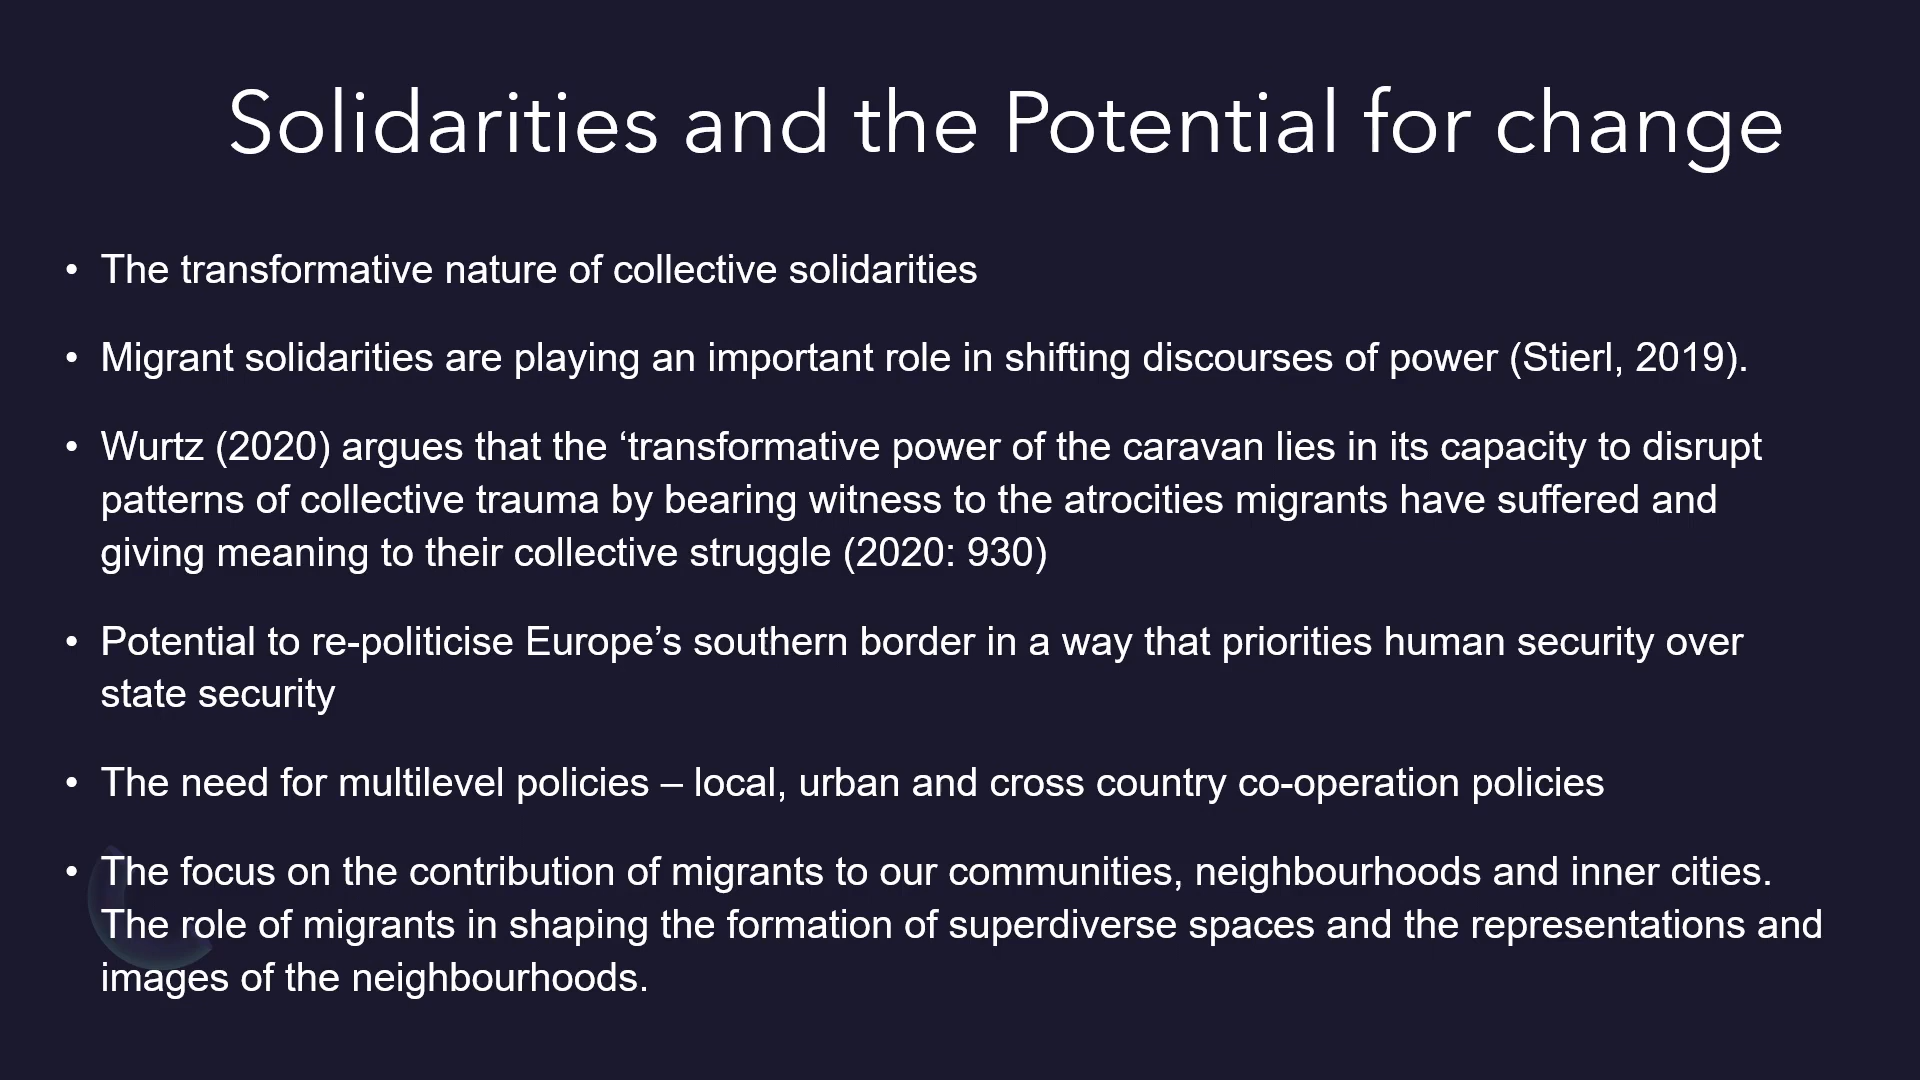 Solidarities and the Potential for change
• The transformative nature of collective solidarities
• Migrant solidarities are playing an important role in shifting discourses of power (Stierl, 2019).
• Wurtz (2020) argues that the ‘transformative power of the caravan lies in its capacity to disrupt
patterns of collective trauma by bearing witness to the atrocities migrants have suffered and
giving meaning to their collective struggle (2020: 930)
• Potential to re-politicise Europe’s southern border in a way that priorities human security over
state security
• The need for multilevel policies – local, urban and cross country co-operation policies
• The focus on the contribution of migrants to our communities, neighbourhoods and inner cities.
The role of migrants in shaping the formation of superdiverse spaces and the representations and
images of the neighbourhoods.